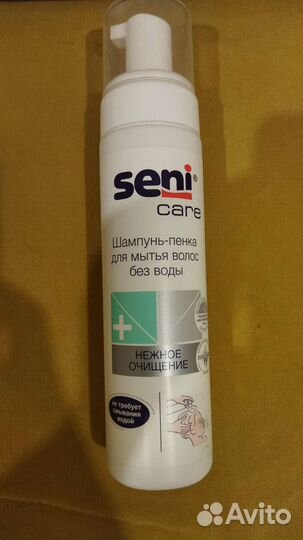 seni®
care
Шампунь-пенка
для мытья волос
без воды
НЕЖНОЕ
ОЧИЩЕНИЕ
не требует
смывания
водой
Avito